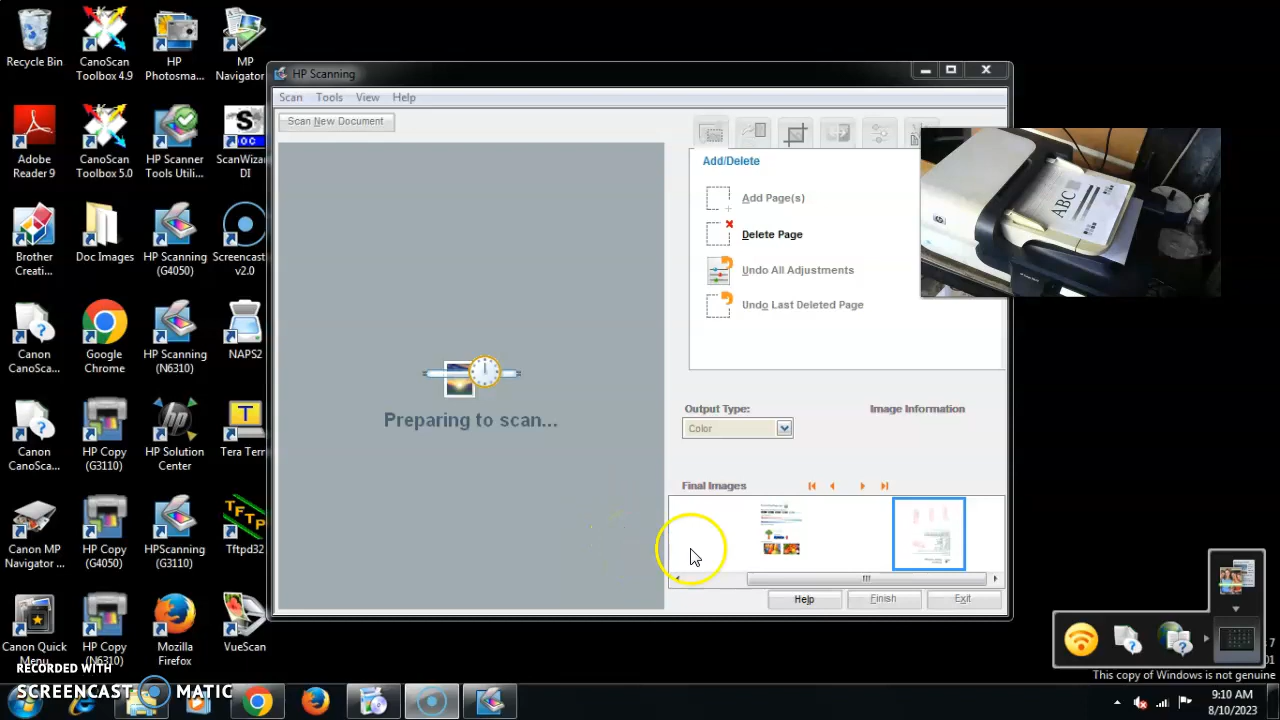 Recycle Bin
CanoScan Toolbox 4.9
HP Photosma...
MP Navigator
Adobe Reader 9
CanoScan Toolbox 5.0
HP Scanner Tools Utili...
ScanWizard DI
Brother Creati...
Doc Images
HP Scanning (G4050)
Screencast v2.0
Canon CanoSca...
Google Chrome
HP Scanning (N6310)
NAPS2
Canon CanoSca...
HP Copy (G3110)
HP Solution Center
Tera Term
Canon MP Navigator ...
HP Copy (G4050)
HPScanning (G3110)
Tftpd32
Canon Quick Menu
HP Copy (N6310)
Mozilla Firefox
VueScan
HP Scanning
Scan Tools View Help
Scan New Document
Preparing to scan...
Add/Delete
Add Page(s)
Delete Page
Undo All Adjustments
Undo Last Deleted Page
ABC
Output Type:
Image Information
Color
Final Images
Help Finish Exit
This copy of Windows is not genuine
RECORDED WITH
SCREENCAST MATIC
9:10 AM
8/10/2023